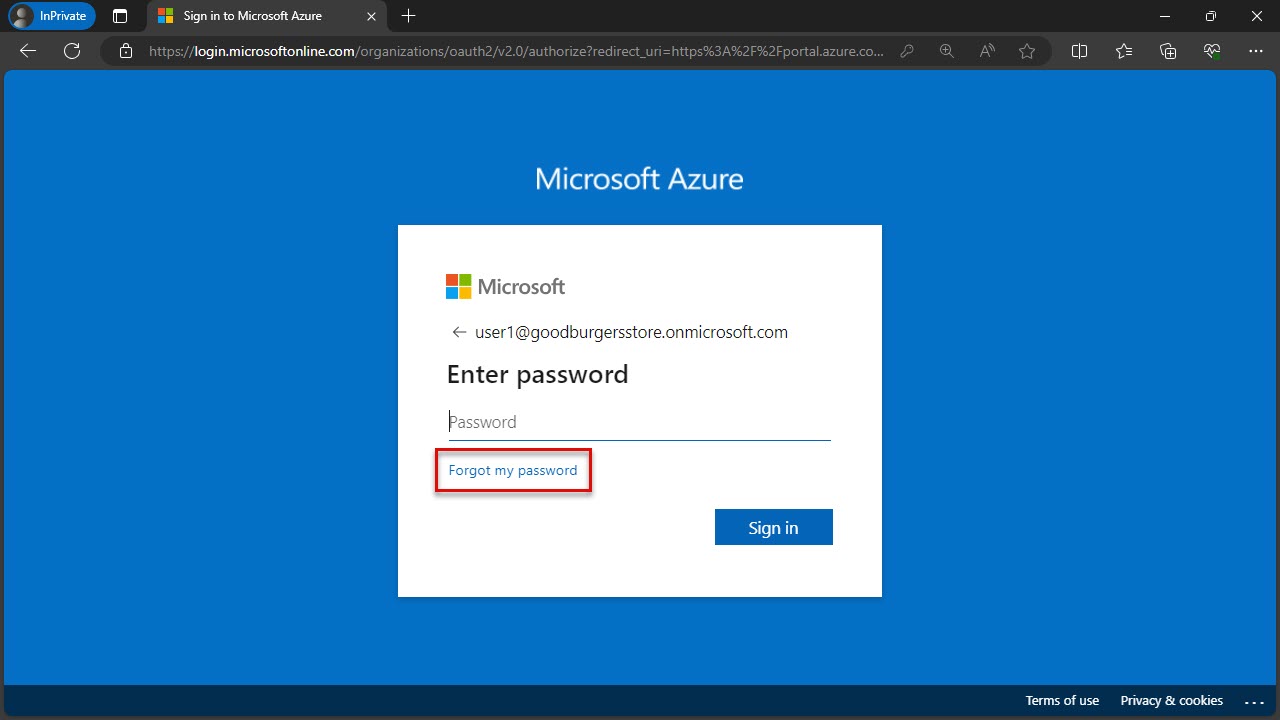 InPrivate
Sign in to Microsoft Azure
https://login.microsoftonline.com/organizations/oauth2/v2.0/authorize?redirect_uri=https%3A%2F%2Fportal.azure.co...
Microsoft Azure
Microsoft
user1@goodburgersstore.onmicrosoft.com
Enter password
Password
Forgot my password
Sign in
Terms of use Privacy & cookies ...